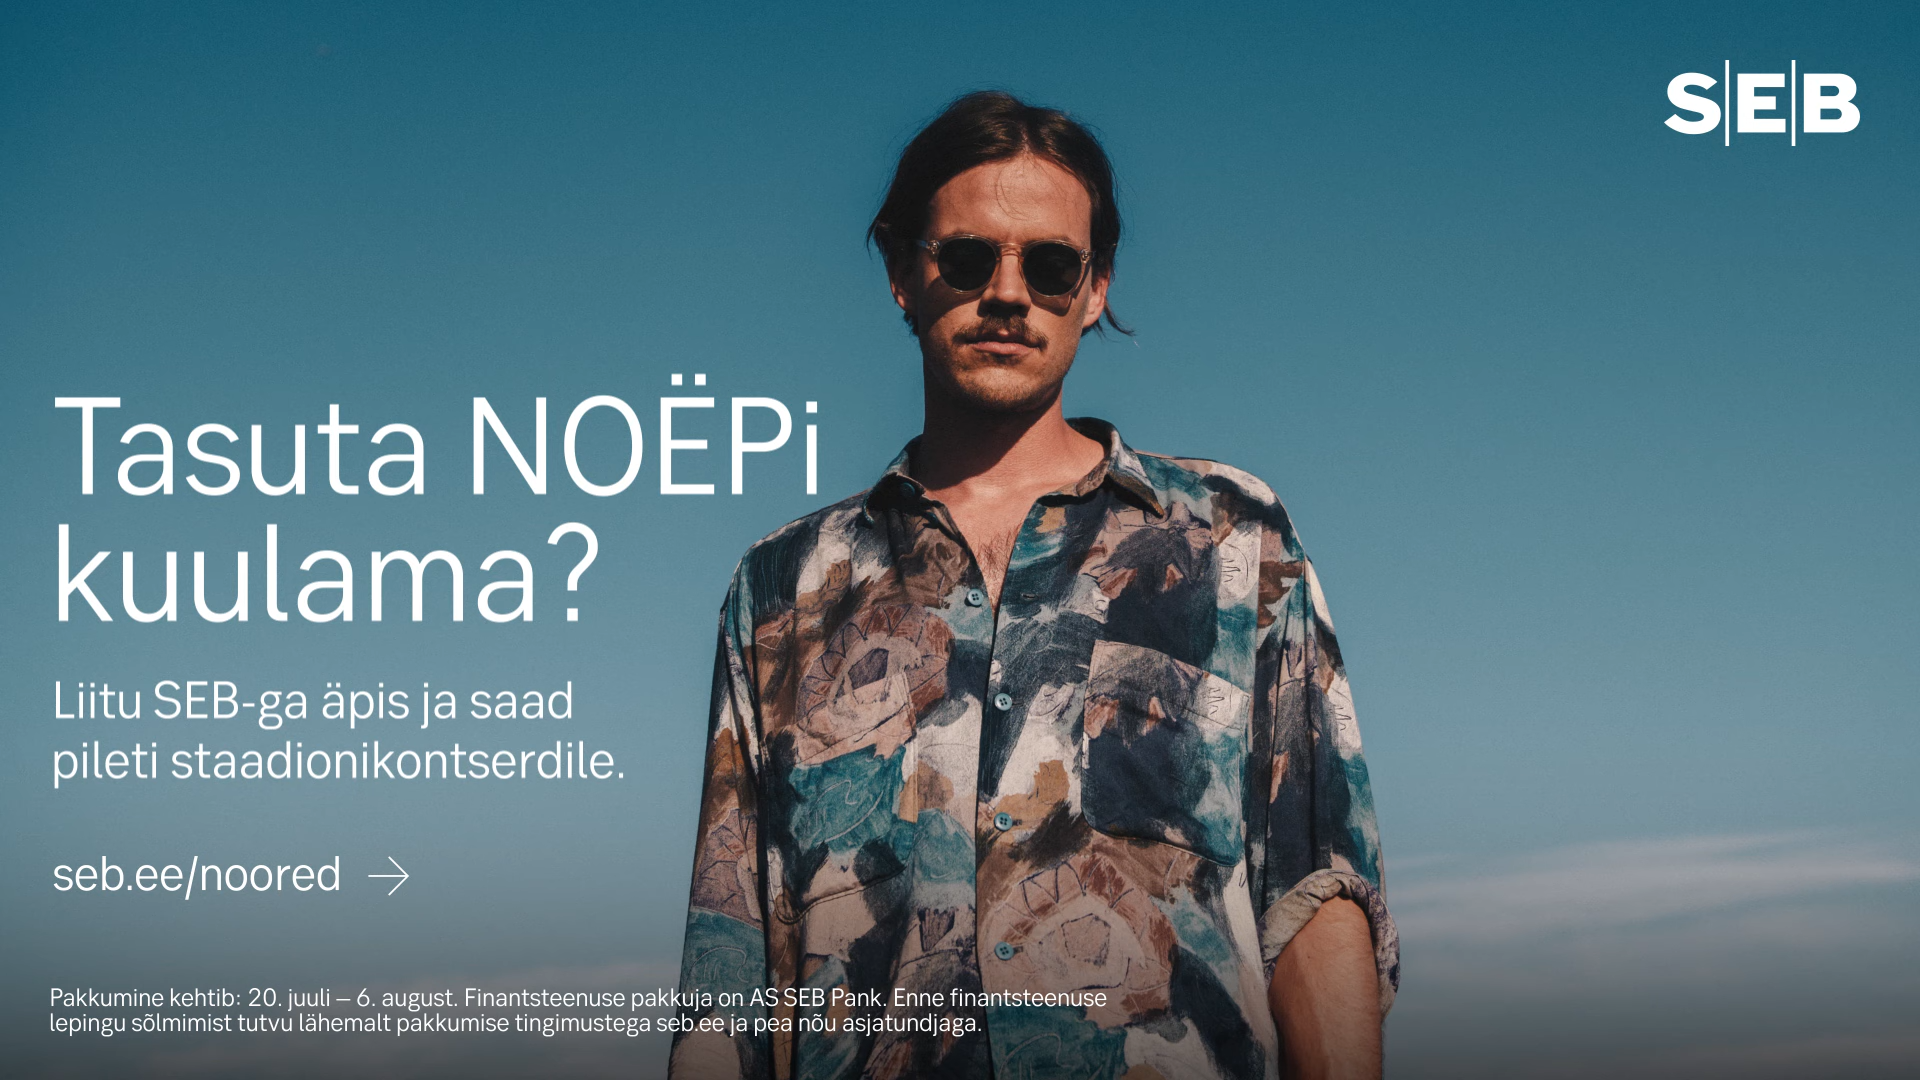 SEB
Tasuta NOËPi
kuulama?
Liitu SEB-ga äpis ja saad
pileti staadionikontserdile.
seb.ee/noored →
Pakkumine kehtib: 20. juuli – 6. august. Finantsteenuse pakkuja on AS SEB Pank. Enne finantsteenuse
lepingu sõlmimist tutvu lähemalt pakkumise tingimustega seb.ee ja pea nõu asjatundjaga.